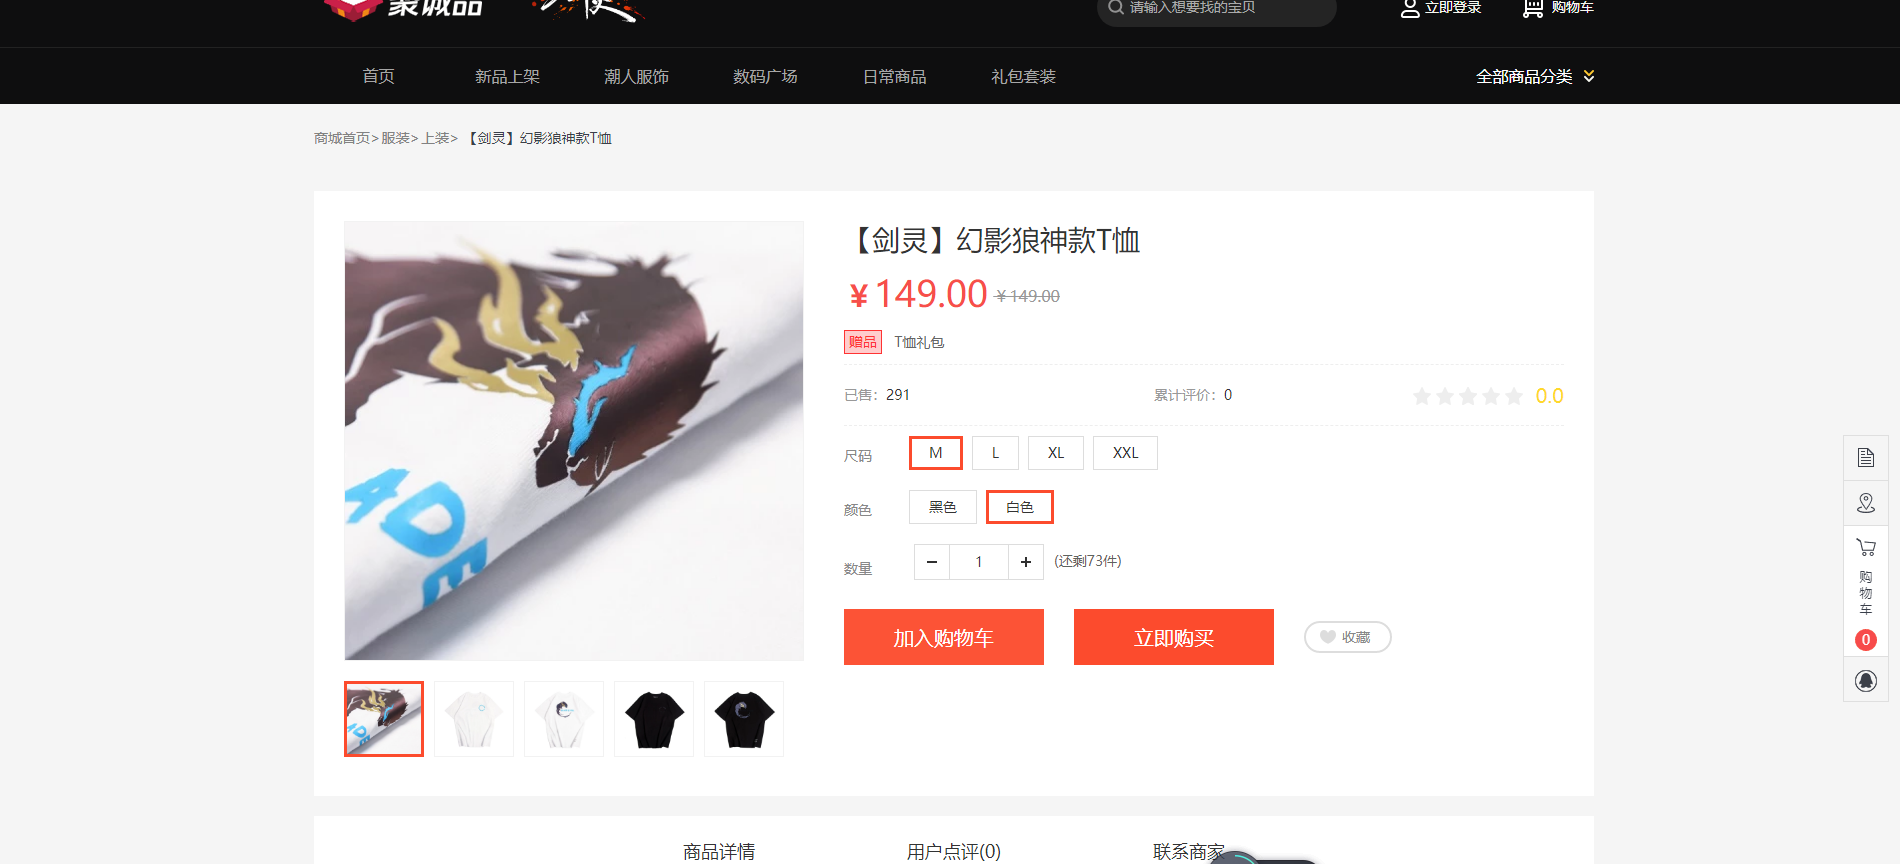 聚诚品
请输入想要找的宝贝
立即登录
购物车
首页 新品上架 潮人服饰 数码广场 日常商品 礼包套装 全部商品分类
商城首页> 服装> 上装> 【剑灵】幻影狼神款T恤
【剑灵】幻影狼神款T恤
¥149.00 ¥149.00
赠品 T恤礼包
已售：291 累计评价：0 0.0
尺码 M L XL XXL
颜色 黑色 白色
数量 1 (还剩73件)
加入购物车 立即购买 收藏
ADE
购物车
0
商品详情 用户点评(0) 联系商家